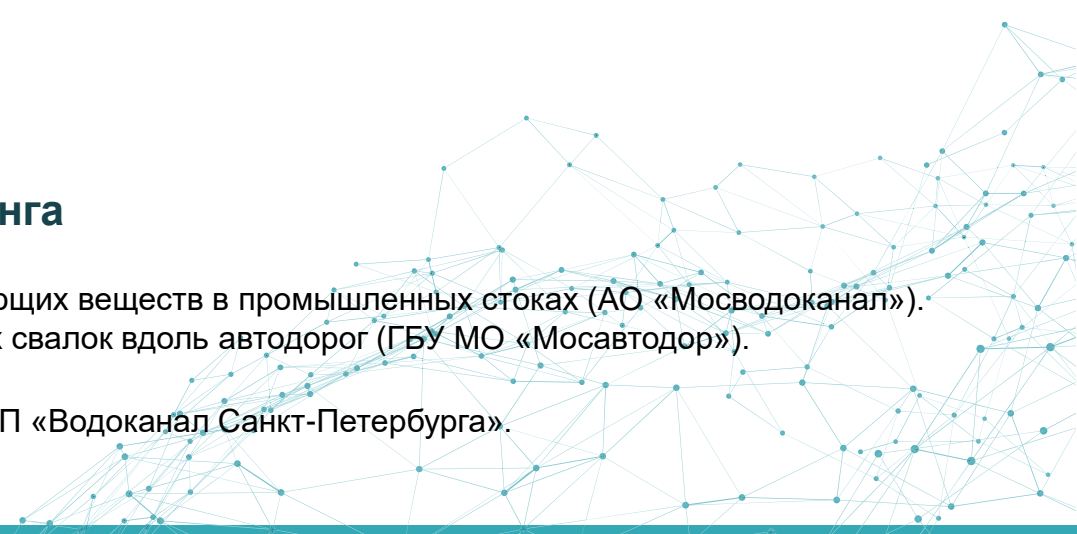 нга
ющих веществ в промышленных стоках (АО «Мосводоканал»).
х свалок вдоль автодорог (ГБУ МО «Мосавтодор»).
П «Водоканал Санкт-Петербурга».